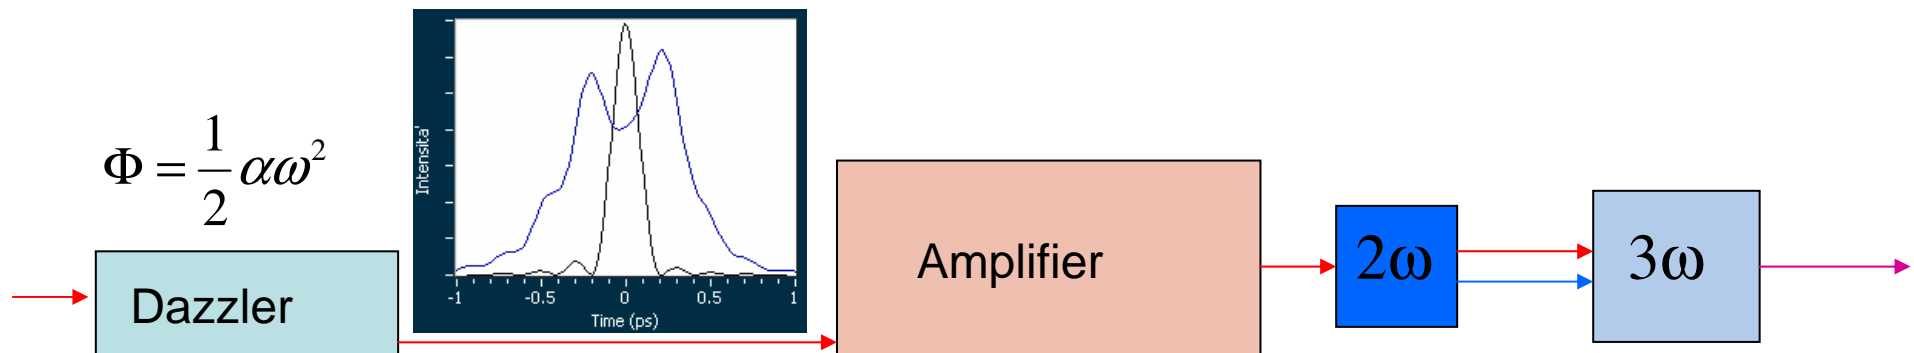 Φ = 1/2 αω²
Dazzler
Intensita'
-1 -0.5 0 0.5 1
Time (ps)
Amplifier
2ω
3ω